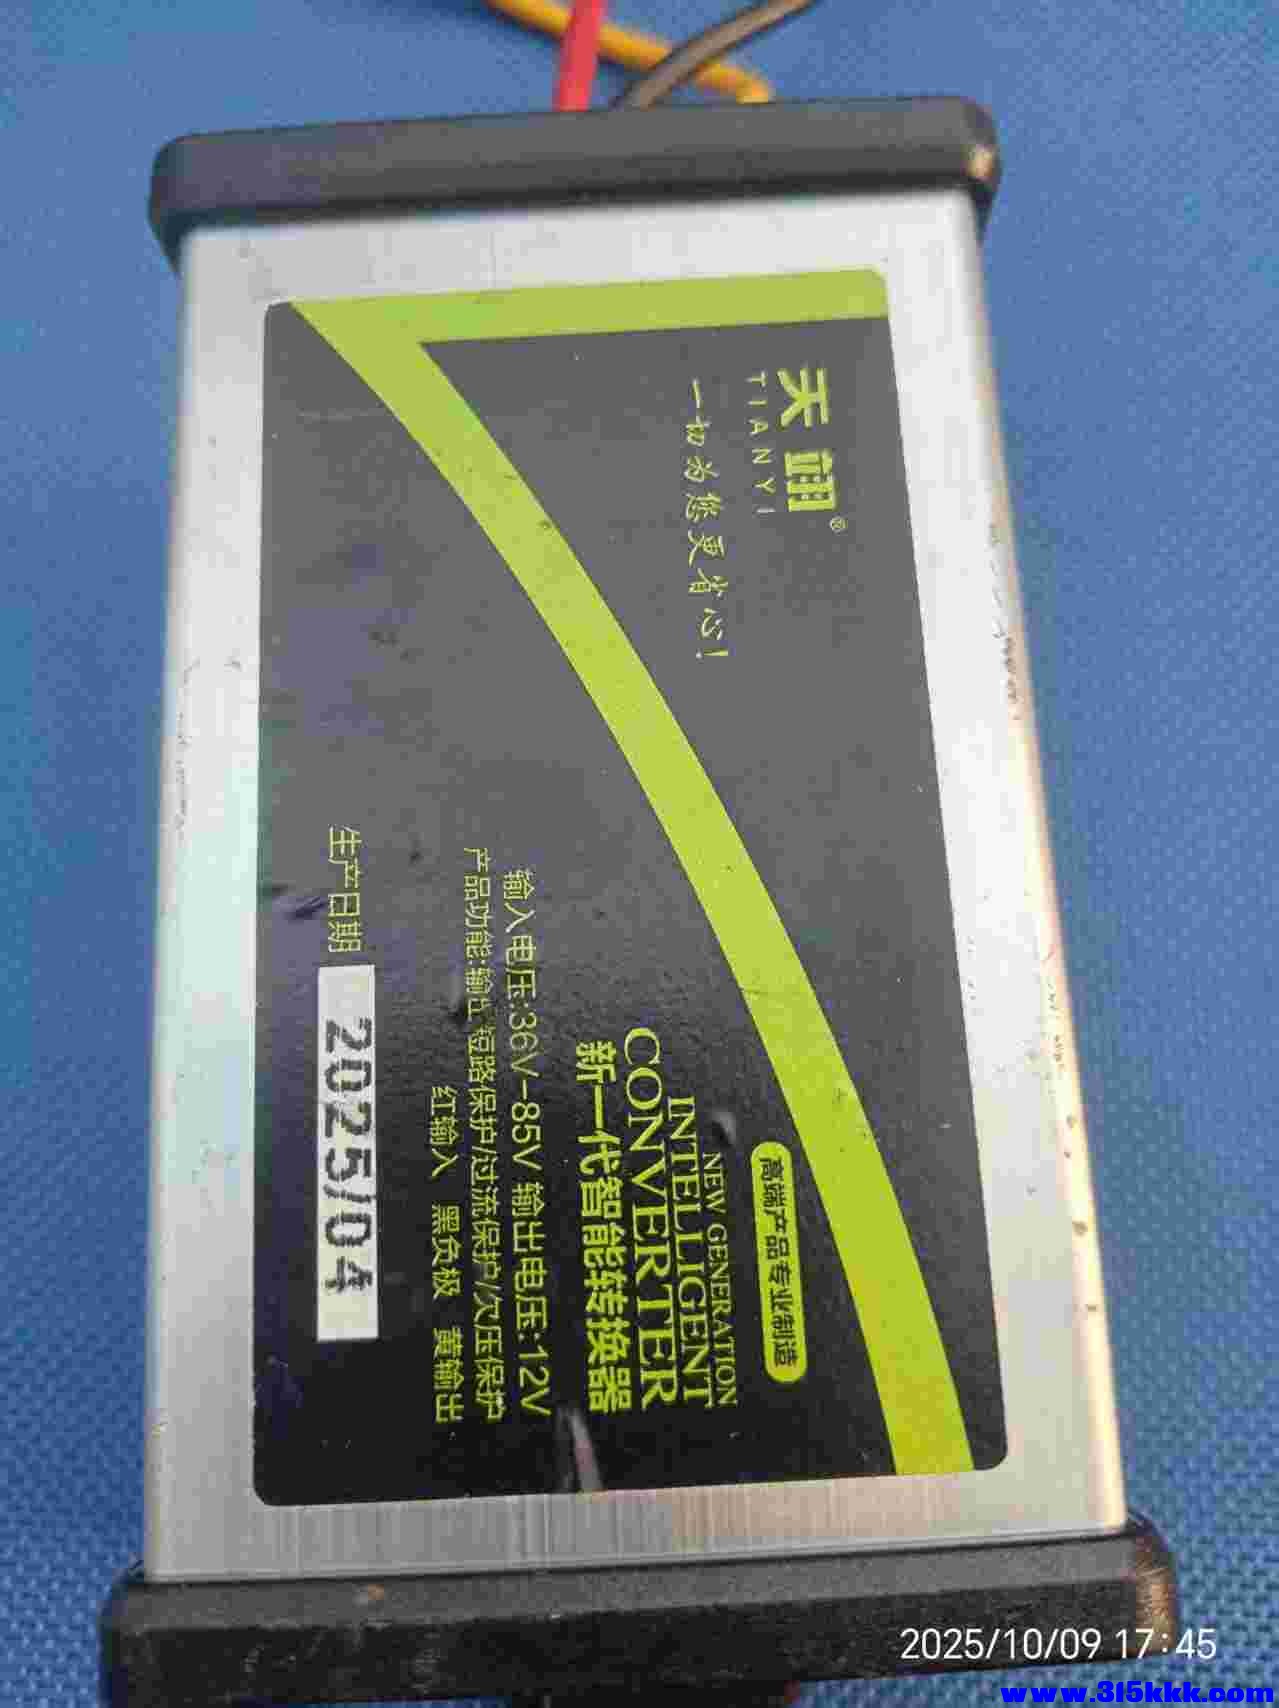 天翊®
TIANYI
一切为您更省心!
高端产品专业制造
NEW GENERATION
INTELLIGENT
CONVERTER
新一代智能转换器
输入电压:36V-85V 输出电压:12V
产品功能:输出短路保护/过流保护/欠压保护
红输入 黑负极 黄输出
生产日期 2025/04
2025/10/09 17:45
www.315kkk.com